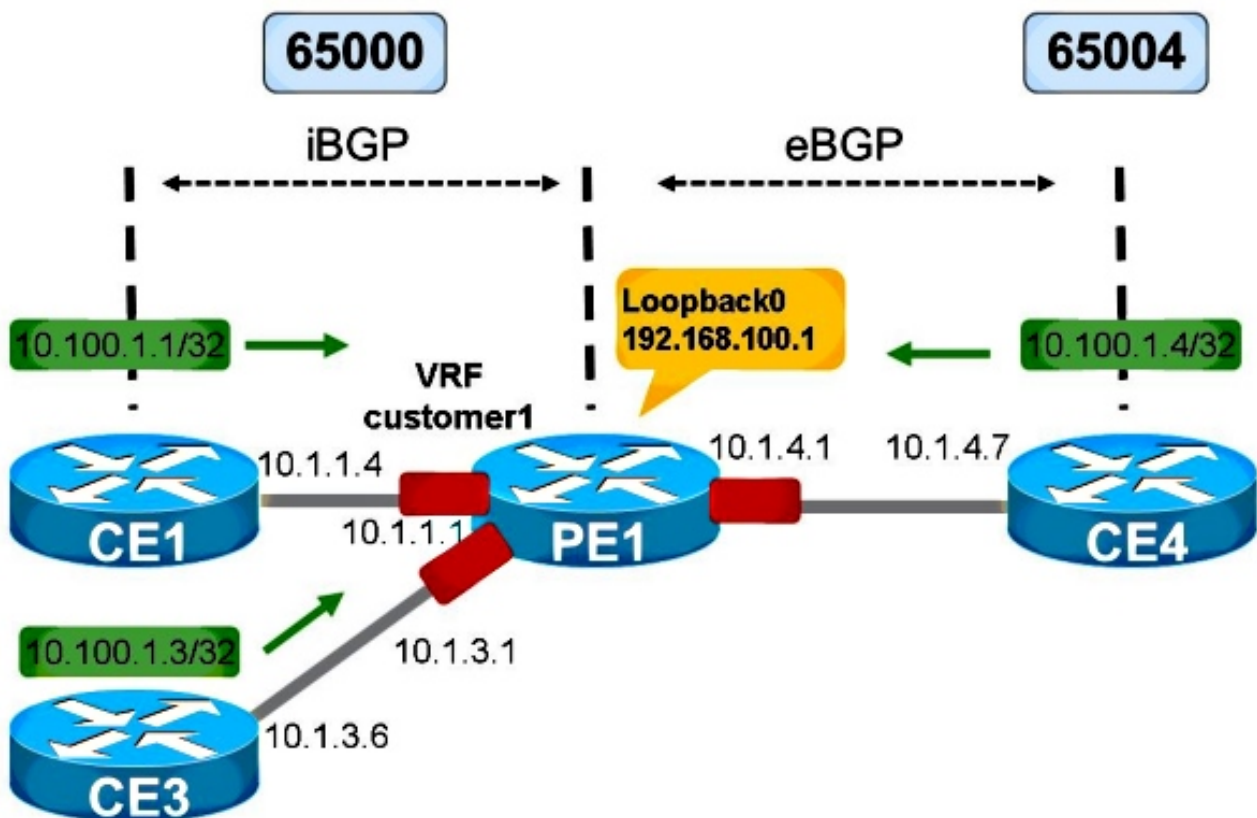 65000
65004
iBGP
eBGP
Loopback0
192.168.100.1
10.100.1.1/32
10.100.1.4/32
VRF
customer1
10.1.1.4
10.1.4.1
10.1.4.7
CE1
10.1.1.1
PE1
CE4
10.100.1.3/32
10.1.3.1
10.1.3.6
CE3